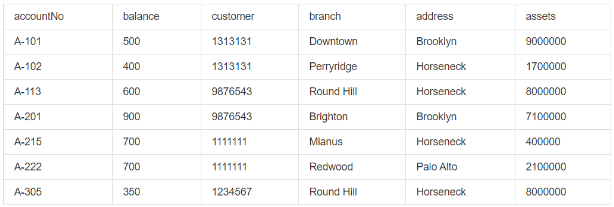 accountNo balance customer branch address assets
A-101 500 1313131 Downtown Brooklyn 9000000
A-102 400 1313131 Perryridge Horseneck 1700000
A-113 600 9876543 Round Hill Horseneck 8000000
A-201 900 9876543 Brighton Brooklyn 7100000
A-215 700 1111111 Mianus Horseneck 400000
A-222 700 1111111 Redwood Palo Alto 2100000
A-305 350 1234567 Round Hill Horseneck 8000000